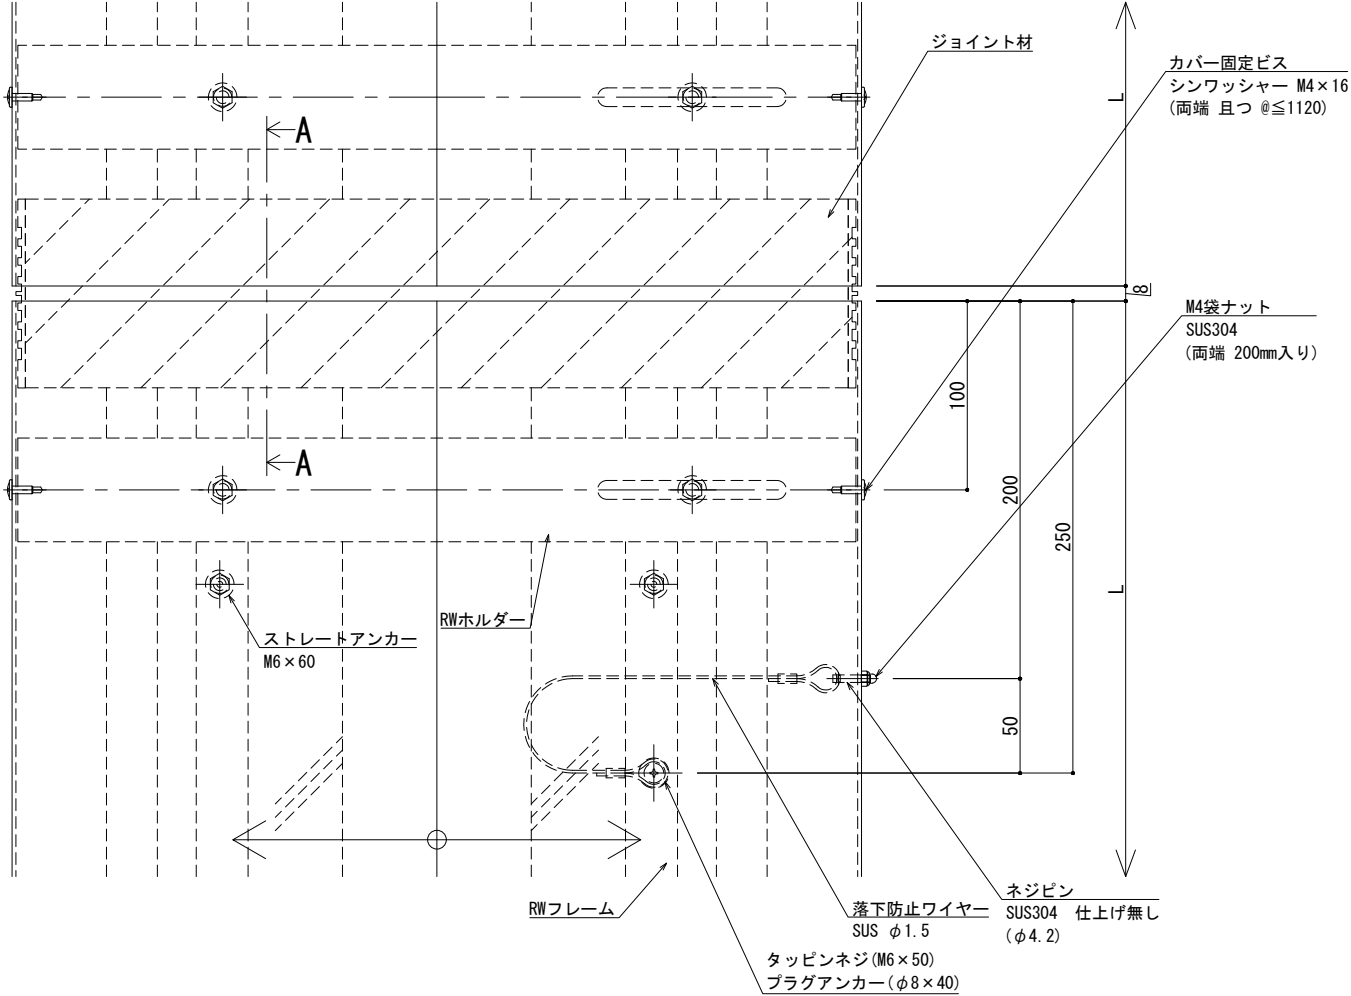 ジョイント材
カバー固定ビス
シンワッシャー M4×16
(両端 且つ @≦1120)
L
A
8
M4袋ナット
SUS304
(両端 200mm入り)
100
A
200
250
L
RWホルダー
ストレートアンカー
M6×60
50
ネジピン
SUS304 仕上げ無し
(φ4.2)
RWフレーム
落下防止ワイヤー
SUS φ1.5
タッピンネジ(M6×50)
プラグアンカー(φ8×40)